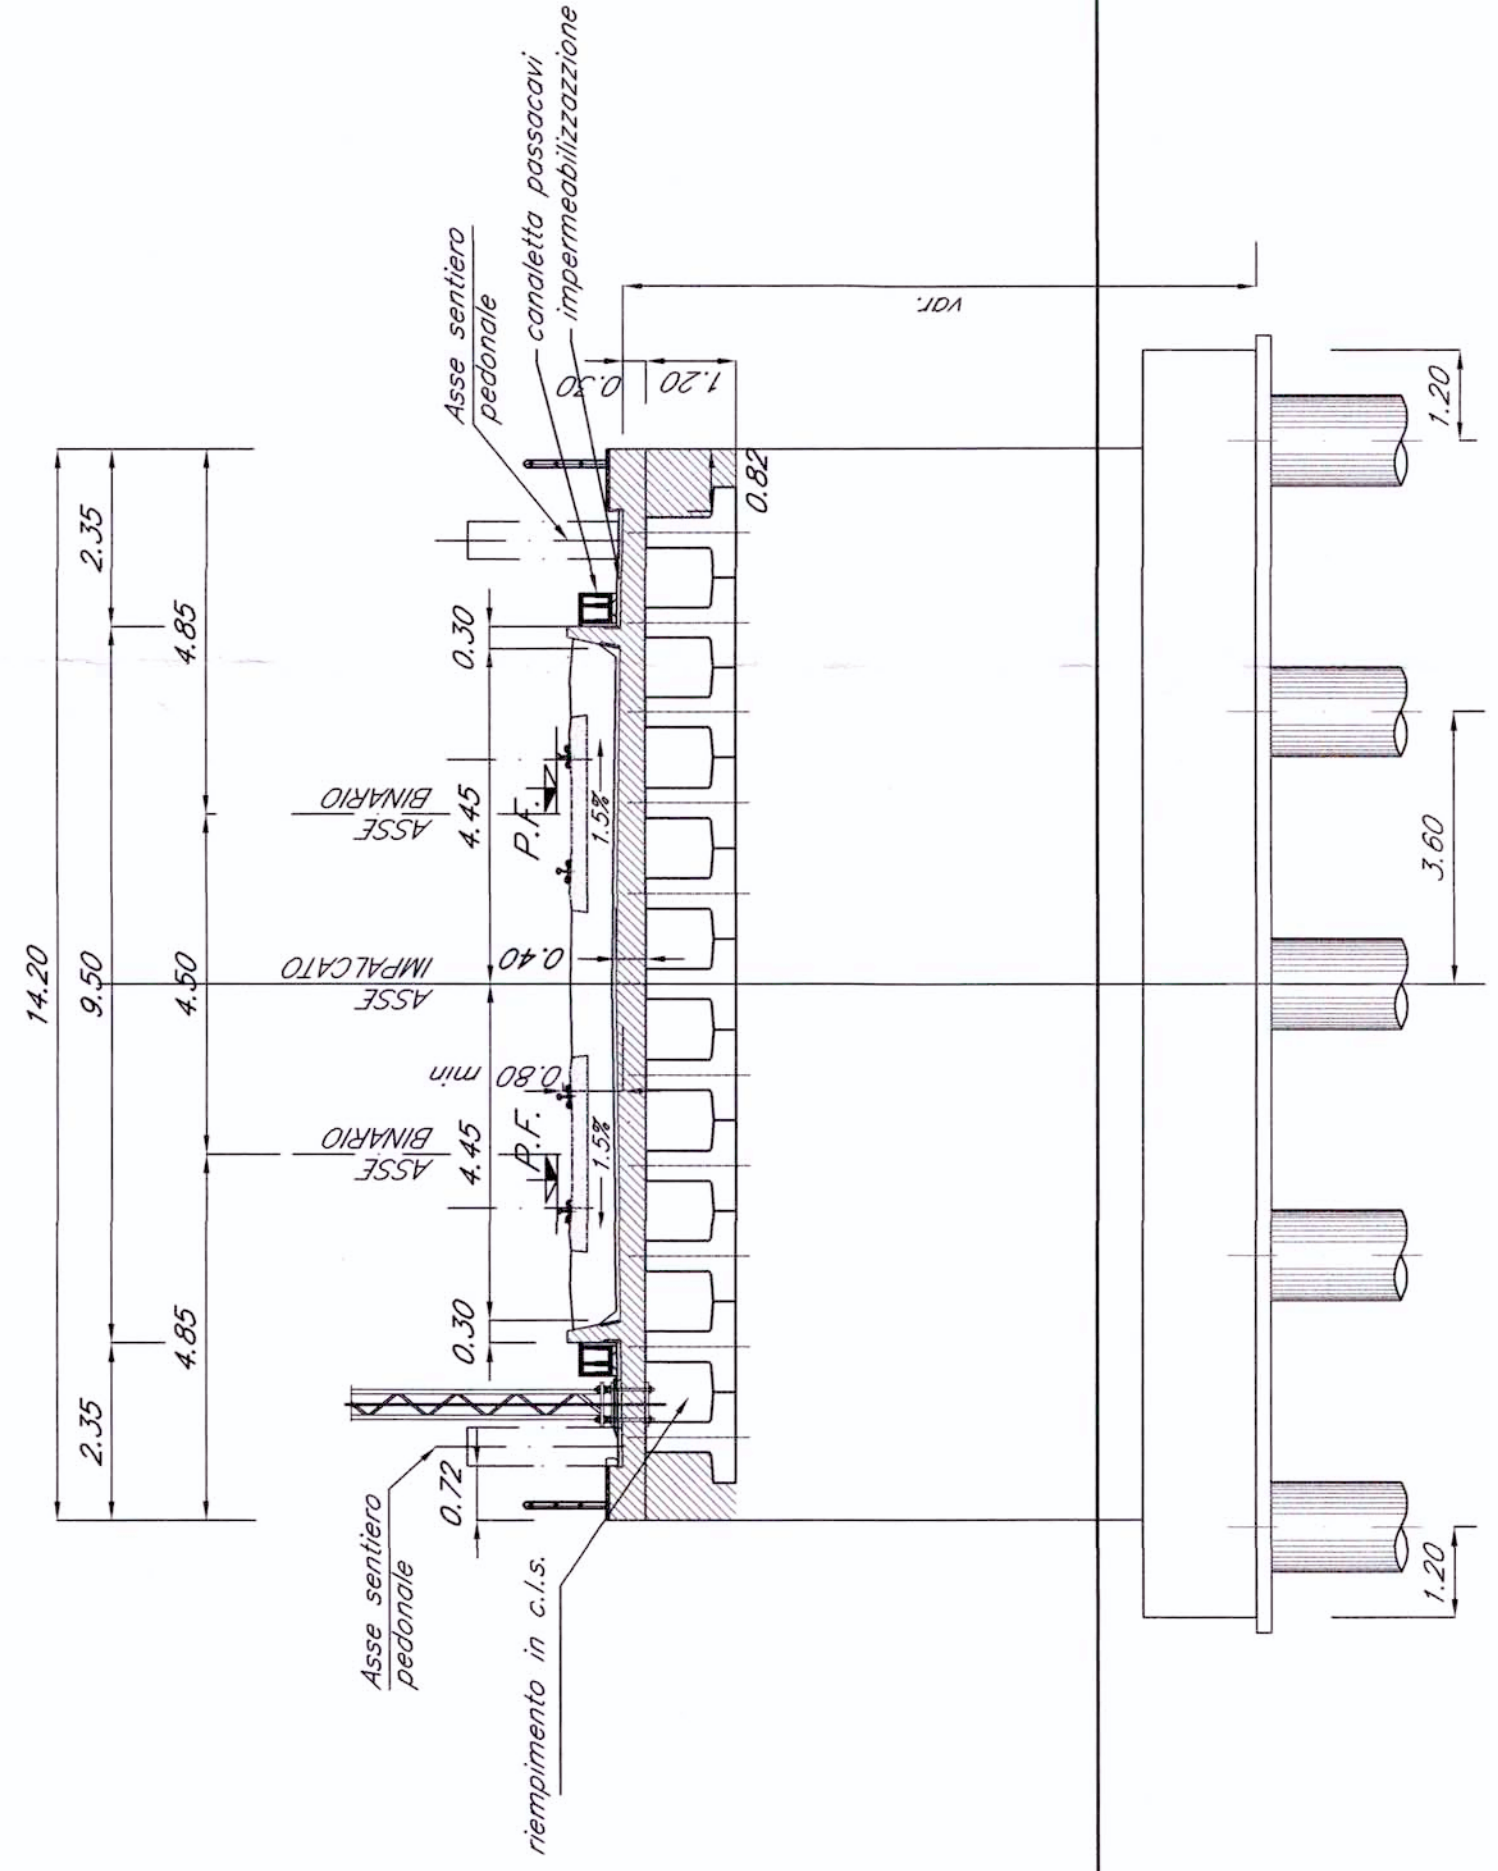 14.20
2.35
9.50
2.35
4.85
4.50
4.85
ASSE
BINARIO
ASSE
IMPALCATO
ASSE
BINARIO
Asse sentiero
pedonale
Asse sentiero
pedonale
0.72
0.30
4.45
4.45
0.30
0.80 min
0.40
P.F.
P.F.
1.5%
1.5%
canaletta passacavi
impermeabilizzazzione
riempimento in c.l.s.
0.30
1.20
0.82
var.
1.20
3.60
1.20